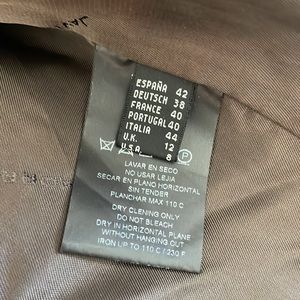 ESPAÑA 42
DEUTSCH 38
FRANCE 40
PORTUGAL 40
ITALIA 44
U.K. 12
U.S.A. 8
P
LAVAR EN SECO
NO USAR LEJIA
SECAR EN PLANO HORIZONTAL
SIN TENDER
PLANCHAR MAX 110 C
DRY CLENING ONLY
DO NOT BLEACH
DRY IN HORIZONTAL PLACE
WITHOUT HANGING OUT
IRON UP TO 110 C / 230 F